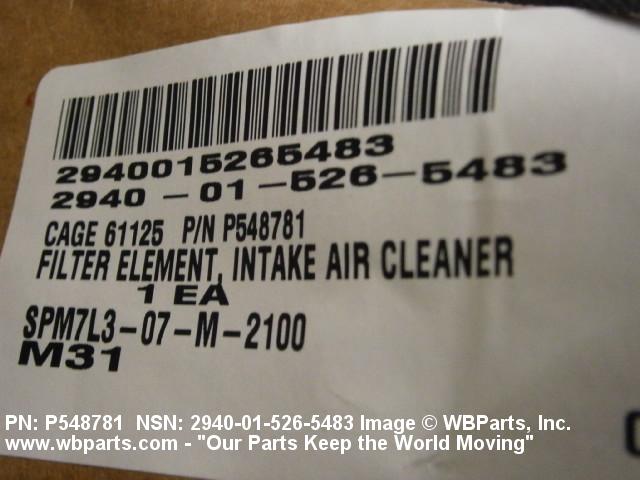 2940015265483
2940-01-526-5483
CAGE 61125 P/N P548781
FILTER ELEMENT, INTAKE AIR CLEANER
1 EA
SPM7L3-07-M-2100
M31
PN: P548781 NSN: 2940-01-526-5483 Image © WBParts, Inc.
www.wbparts.com - "Our Parts Keep the World Moving"